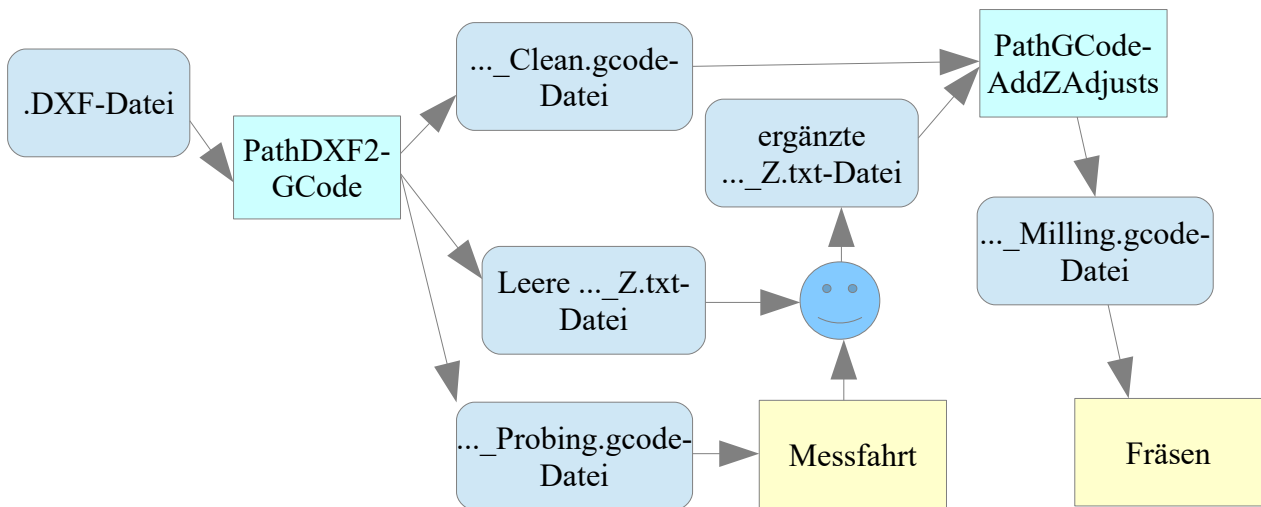 .DXF-Datei
PathDXF2-
GCode
..._Clean.gcode-
Datei
Leere ..._Z.txt-
Datei
..._Probing.gcode-
Datei
Messfahrt
ergänzte
..._Z.txt-Datei
PathGCode-
AddZAdjusts
..._Milling.gcode-
Datei
Fräsen